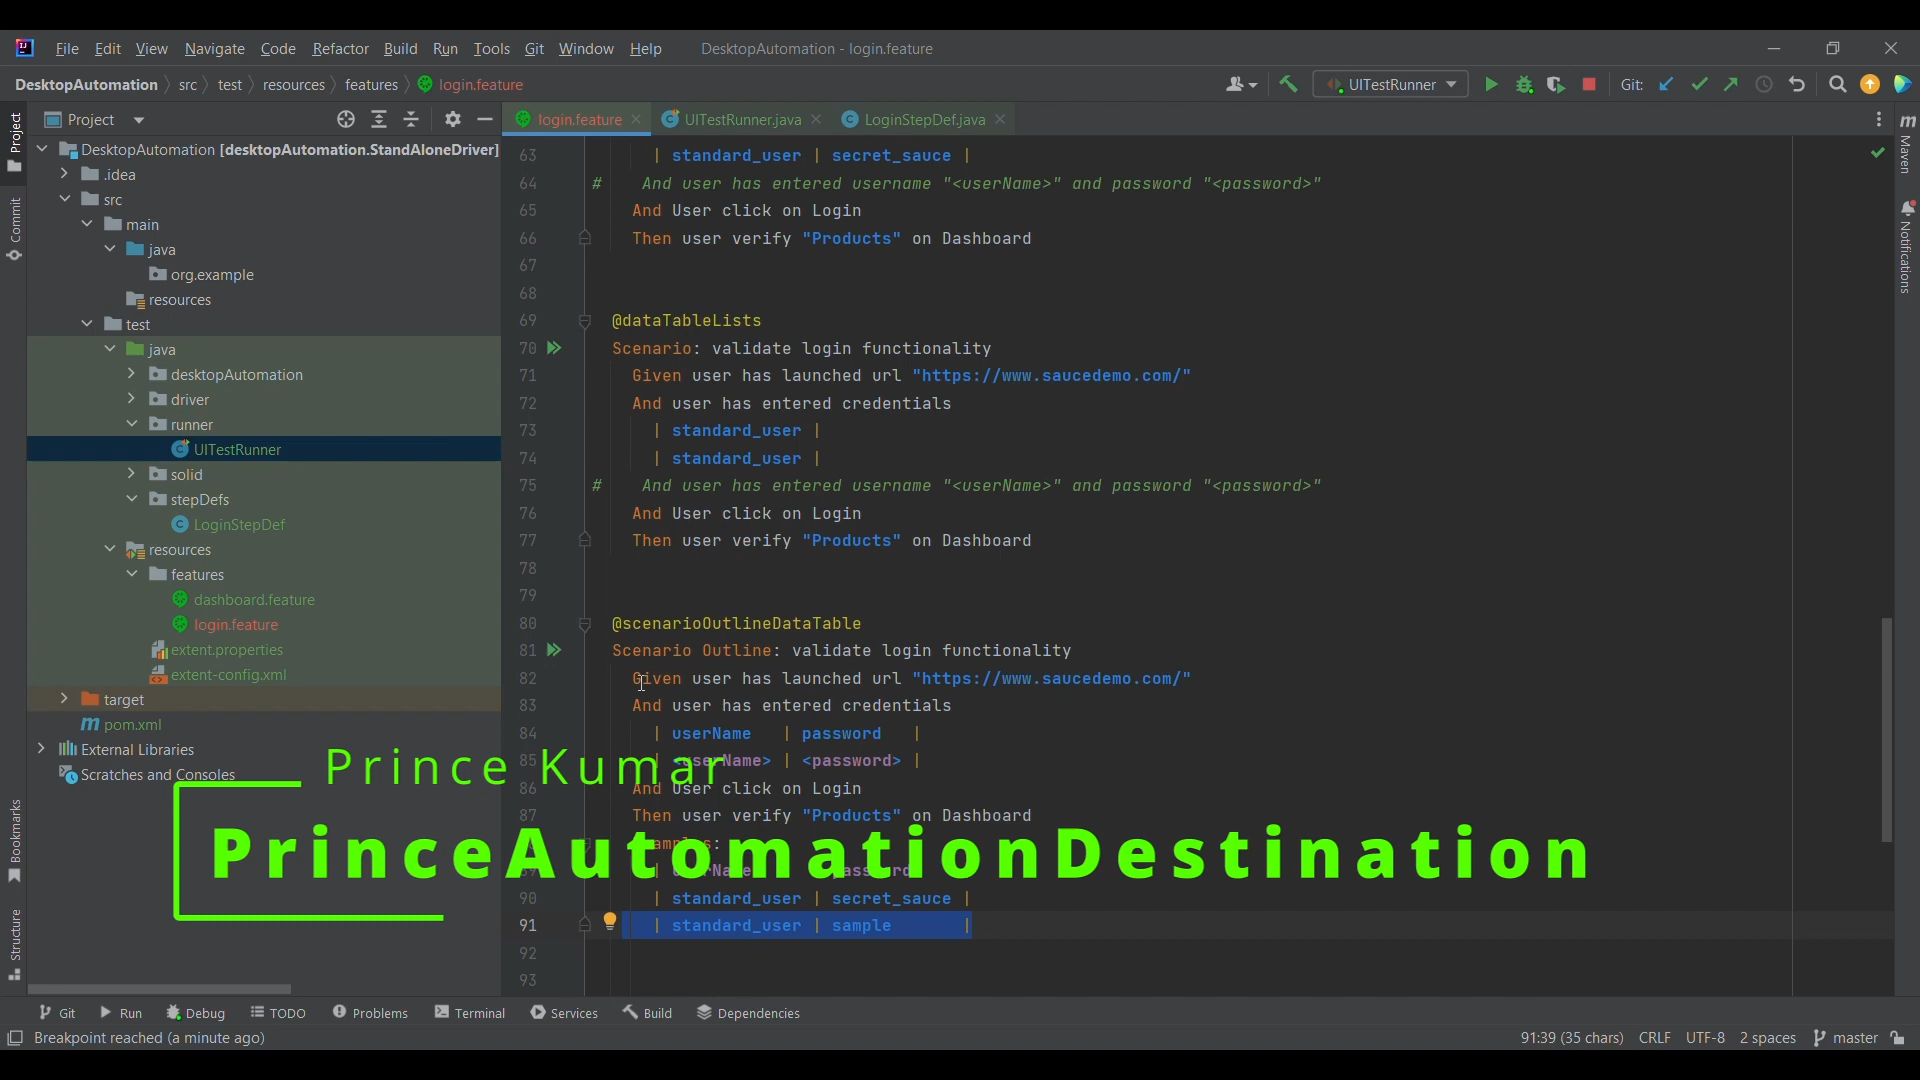 File Edit View Navigate Code Refactor Build Run Tools Git Window Help DesktopAutomation - login.feature
DesktopAutomation src test resources features login.feature UITestRunner Git:
Project
login.feature UITestRunner.java LoginStepDef.java
DesktopAutomation [desktopAutomation.StandAloneDriver]
.idea
src
main
java
org.example
resources
test
java
desktopAutomation
driver
runner
UITestRunner
solid
stepDefs
LoginStepDef
resources
features
dashboard.feature
login.feature
extent.properties
extent-config.xml
target
pom.xml
External Libraries
Scratches and Consoles
Project
Commit
Bookmarks
Structure
63 | standard_user | secret_sauce |
64 # And user has entered username "<userName>" and password "<password>"
65 And User click on Login
66 Then user verify "Products" on Dashboard
67
68
69 @dataTableLists
70 Scenario: validate login functionality
71 Given user has launched url "https://www.saucedemo.com/"
72 And user has entered credentials
73 | standard_user |
74 | standard_user |
75 # And user has entered username "<userName>" and password "<password>"
76 And User click on Login
77 Then user verify "Products" on Dashboard
78
79
80 @scenarioOutlineDataTable
81 Scenario Outline: validate login functionality
82 Given user has launched url "https://www.saucedemo.com/"
83 And user has entered credentials
84 | userName | password |
85 | <userName> | <password> |
86 And User click on Login
87 Then user verify "Products" on Dashboard
90 | standard_user | secret_sauce |
91 | standard_user | sample |
92
93
Prince Kumar
PrinceAutomationDestination
Maven
Notifications
Git Run Debug TODO Problems Terminal Services Build Dependencies
Breakpoint reached (a minute ago) 91:39 (35 chars) CRLF UTF-8 2 spaces master